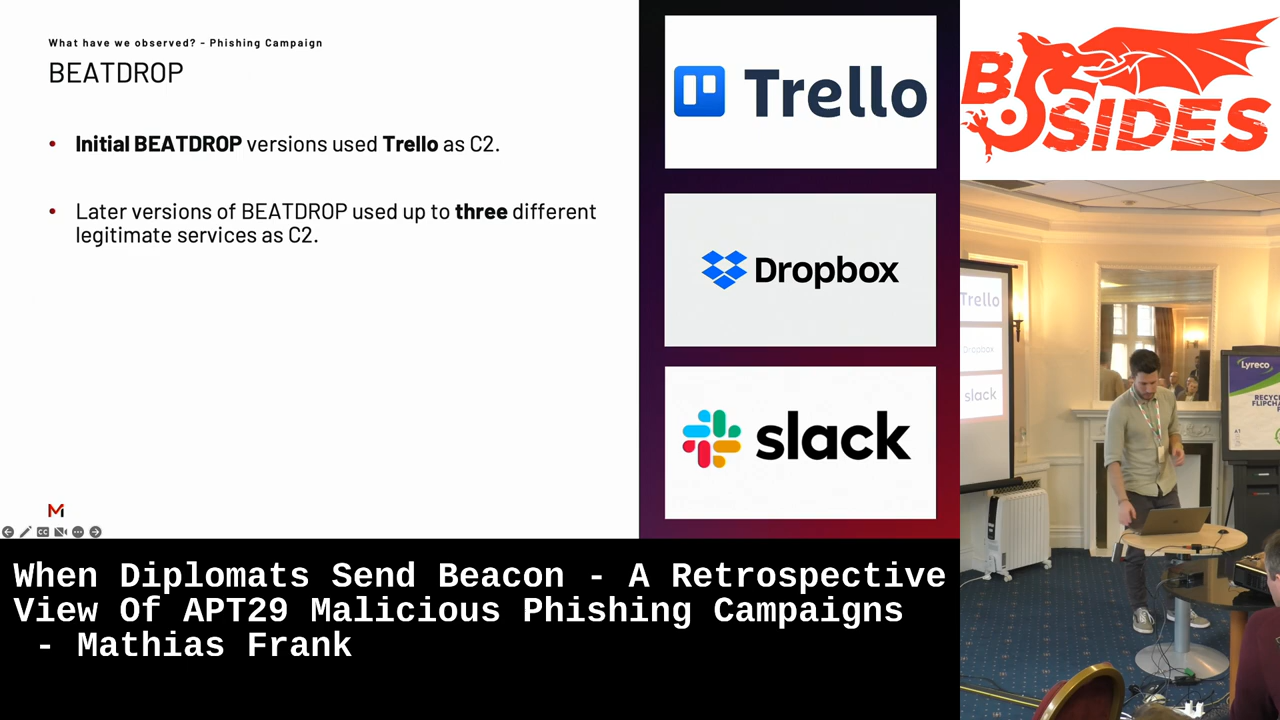 What have we observed? - Phishing Campaign
BEATDROP
• Initial BEATDROP versions used Trello as C2.
• Later versions of BEATDROP used up to three different
legitimate services as C2.
Trello
Dropbox
slack
BSIDES
Trello
Dropbox
slack
Lyreco
When Diplomats Send Beacon - A Retrospective
View Of APT29 Malicious Phishing Campaigns
- Mathias Frank